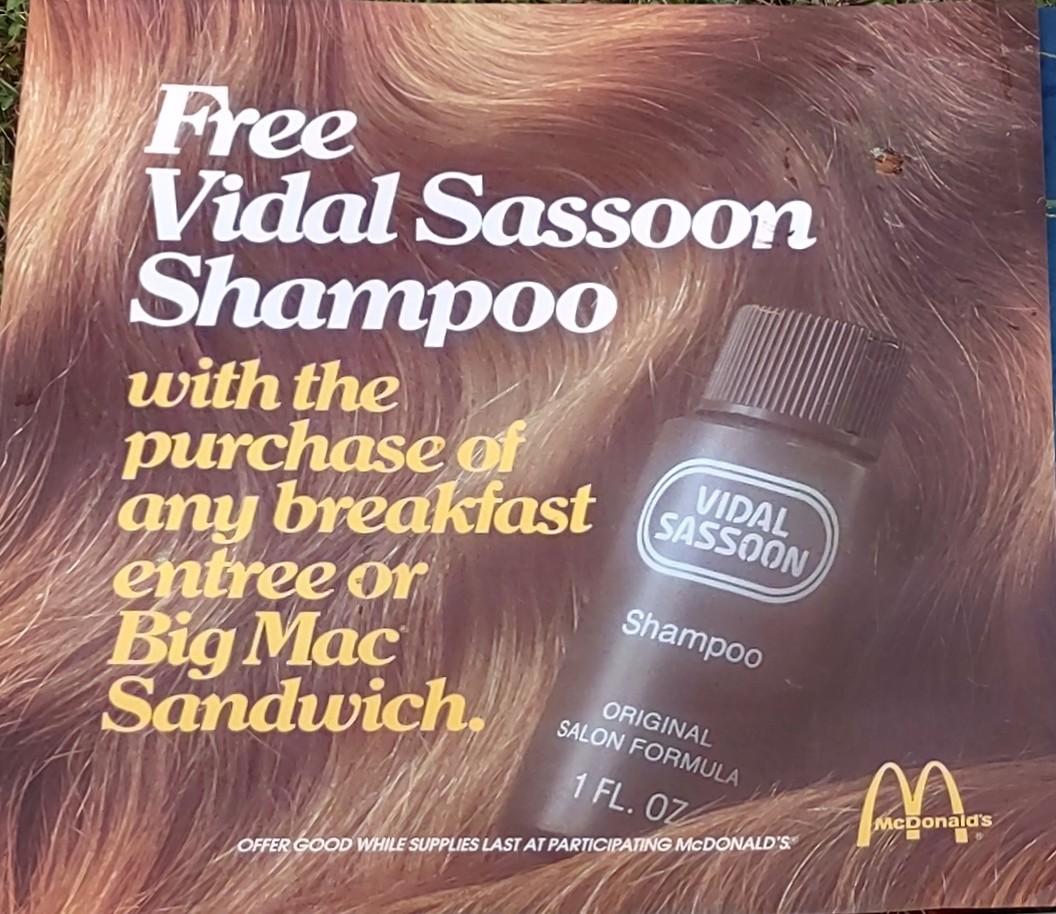 Free
Vidal Sassoon
Shampoo
with the
purchase of
any breakfast
entree or
Big Mac®
Sandwich.
VIDAL
SASSOON
Shampoo
ORIGINAL
SALON FORMULA
1 FL. OZ
McDonald's®
OFFER GOOD WHILE SUPPLIES LAST AT PARTICIPATING McDONALD'S.®